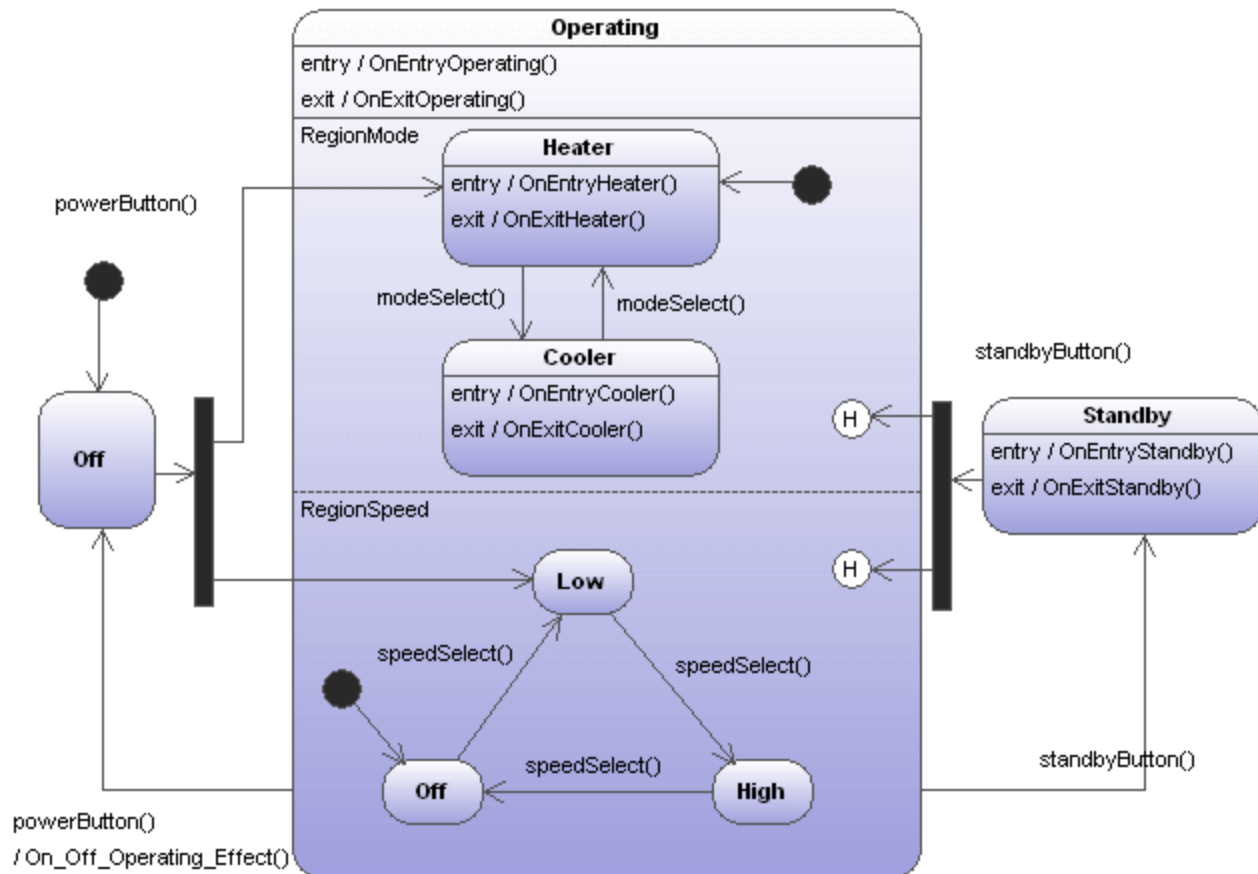 Operating
entry / OnEntryOperating()
exit / OnExitOperating()
RegionMode
Heater
entry / OnEntryHeater()
exit / OnExitHeater()
powerButton()
modeSelect()
modeSelect()
Cooler
entry / OnEntryCooler()
exit / OnExitCooler()
standbyButton()
H
Standby
entry / OnEntryStandby()
exit / OnExitStandby()
Off
RegionSpeed
H
Low
speedSelect()
speedSelect()
speedSelect()
Off
High
standbyButton()
powerButton()
/ On_Off_Operating_Effect()